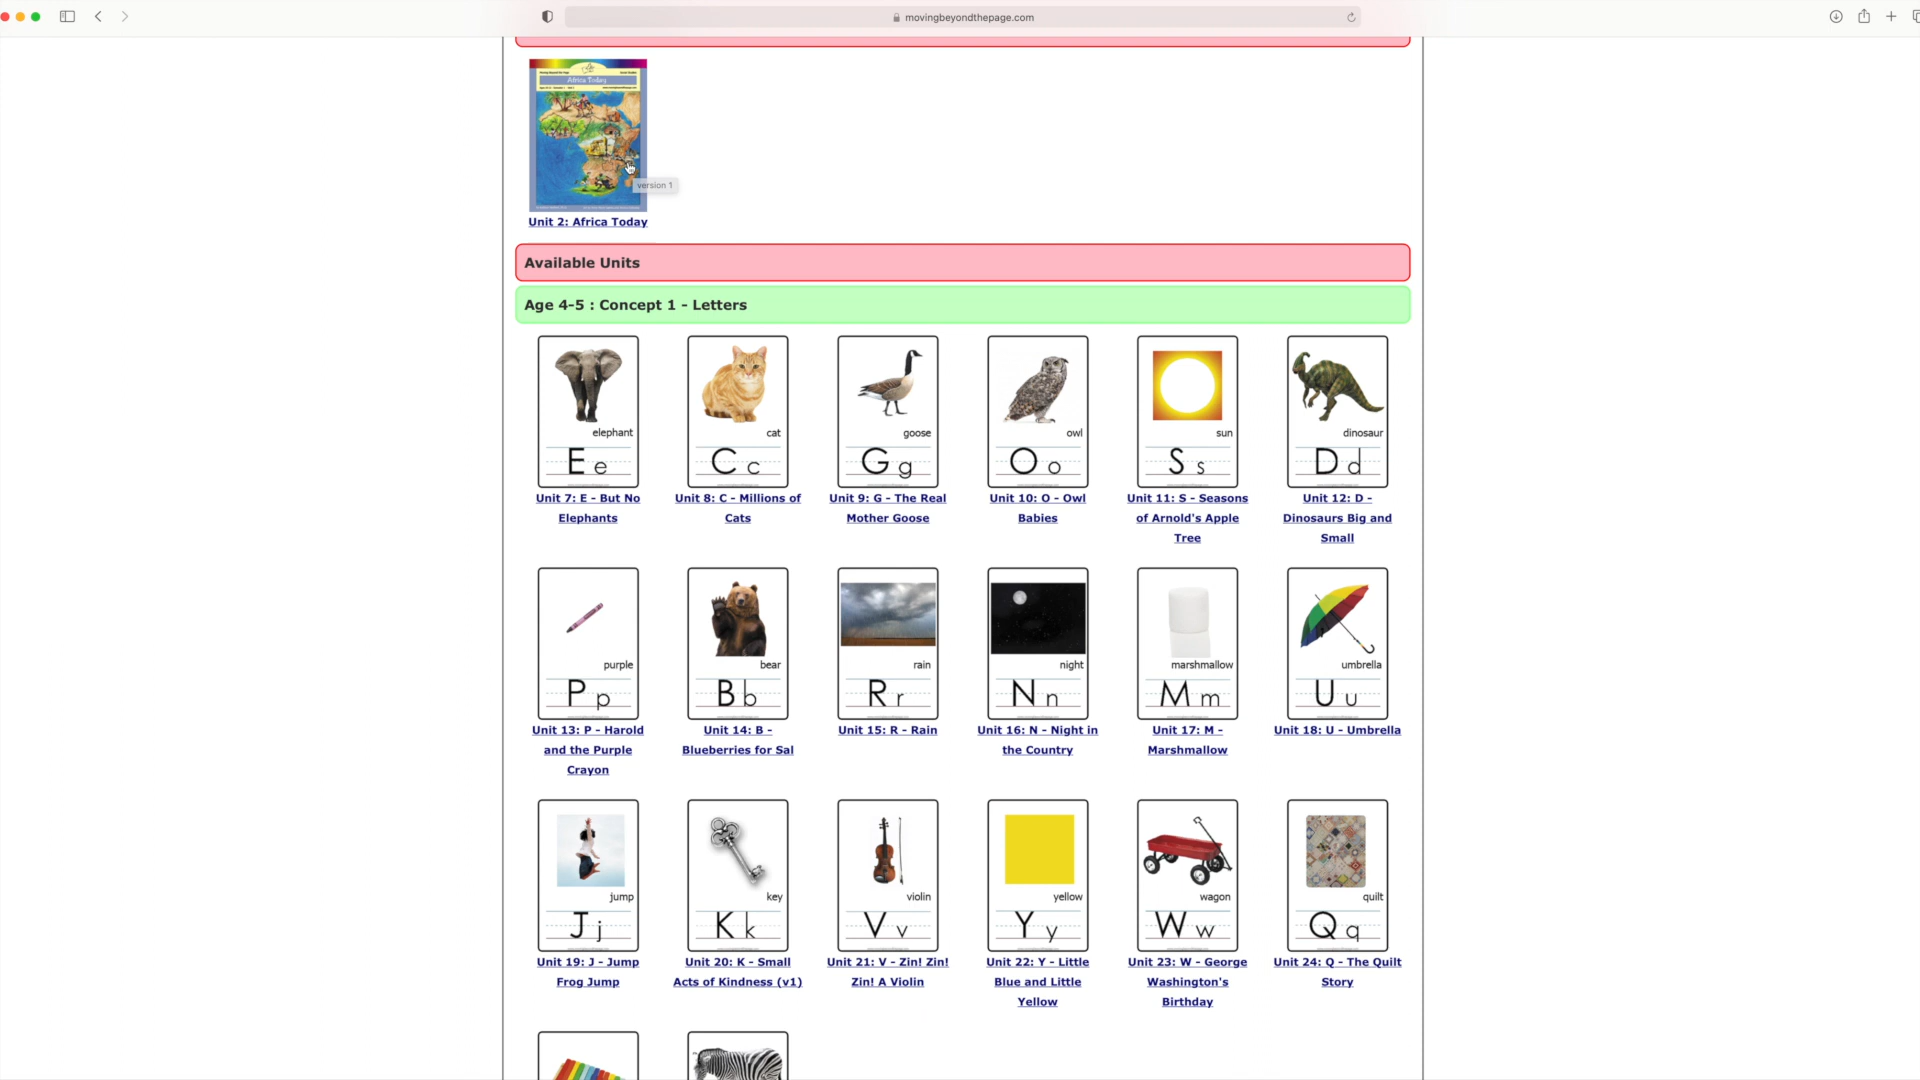 movingbeyondthepage.com
Africa Today
version 1
Unit 2: Africa Today
Available Units
Age 4-5 : Concept 1 - Letters
elephant
cat
goose
owl
sun
dinosaur
E e
C c
G g
O o
S s
D d
Unit 7: E - But No
Elephants
Unit 8: C - Millions of
Cats
Unit 9: G - The Real
Mother Goose
Unit 10: O - Owl
Babies
Unit 11: S - Seasons
of Arnold's Apple
Tree
Unit 12: D -
Dinosaurs Big and
Small
purple
bear
rain
night
marshmallow
umbrella
P p
B b
R r
N n
M m
U u
Unit 13: P - Harold
and the Purple
Crayon
Unit 14: B -
Blueberries for Sal
Unit 15: R - Rain
Unit 16: N - Night in
the Country
Unit 17: M -
Marshmallow
Unit 18: U - Umbrella
jump
key
violin
yellow
wagon
quilt
J j
K k
V v
Y y
W w
Q q
Unit 19: J - Jump
Frog Jump
Unit 20: K - Small
Acts of Kindness (v1)
Unit 21: V - Zin! Zin!
Zin! A Violin
Unit 22: Y - Little
Blue and Little
Yellow
Unit 23: W - George
Washington's
Birthday
Unit 24: Q - The Quilt
Story